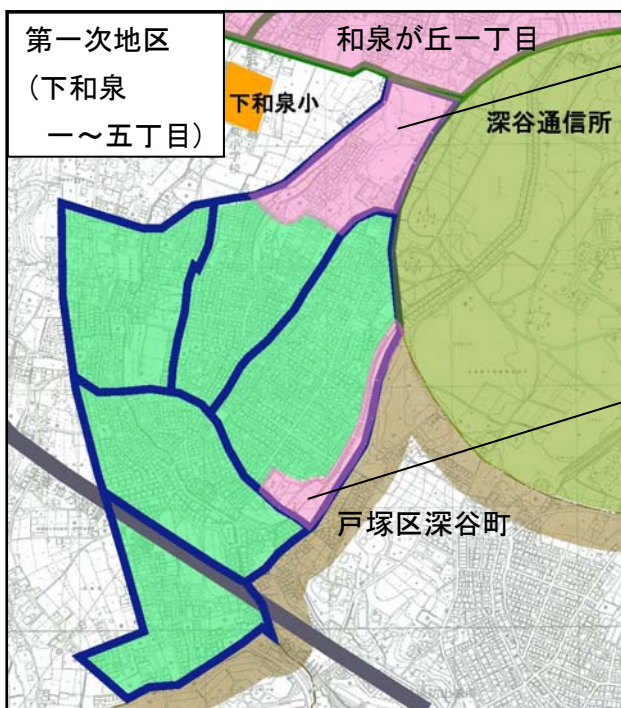 第一次地区
(下和泉
一~五丁目)
和泉が丘一丁目
下和泉小
深谷通信所
戸塚区深谷町